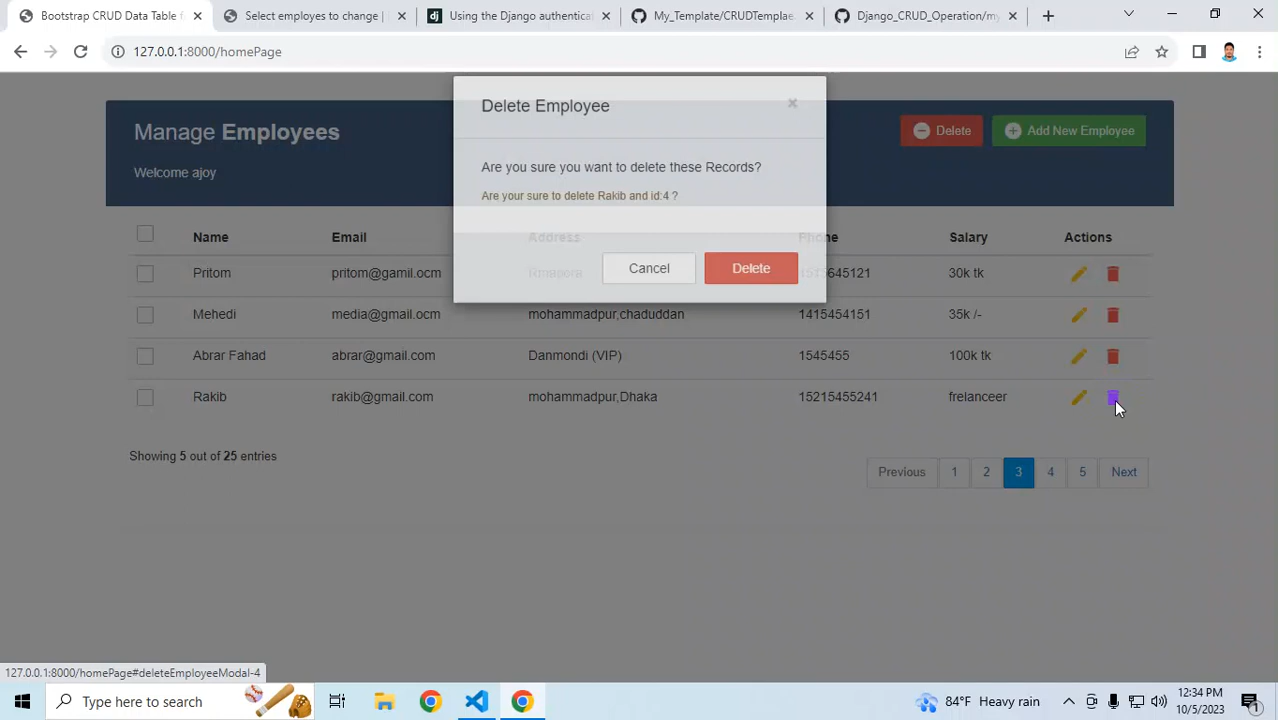 Bootstrap CRUD Data Table f
Select employes to change |
Using the Django authenticat
My_Template/CRUDTemplae
Django_CRUD_Operation/my
127.0.0.1:8000/homePage
Delete Employee
×
Are you sure you want to delete these Records?
Are your sure to delete Rakib and id:4 ?
Cancel Delete
Manage Employees
Delete Add New Employee
Welcome ajoy
Name Email Address Phone Salary Actions
Pritom pritom@gamil.ocm 1515645121 30k tk
Mehedi media@gmail.ocm mohammadpur,chaduddan 1415454151 35k /-
Abrar Fahad abrar@gmail.com Danmondi (VIP) 1545455 100k tk
Rakib rakib@gmail.com mohammadpur,Dhaka 15215455241 frelanceer
Showing 5 out of 25 entries
Previous 1 2 3 4 5 Next
127.0.0.1:8000/homePage#deleteEmployeeModal-4
Type here to search
84°F Heavy rain
12:34 PM
10/5/2023
1